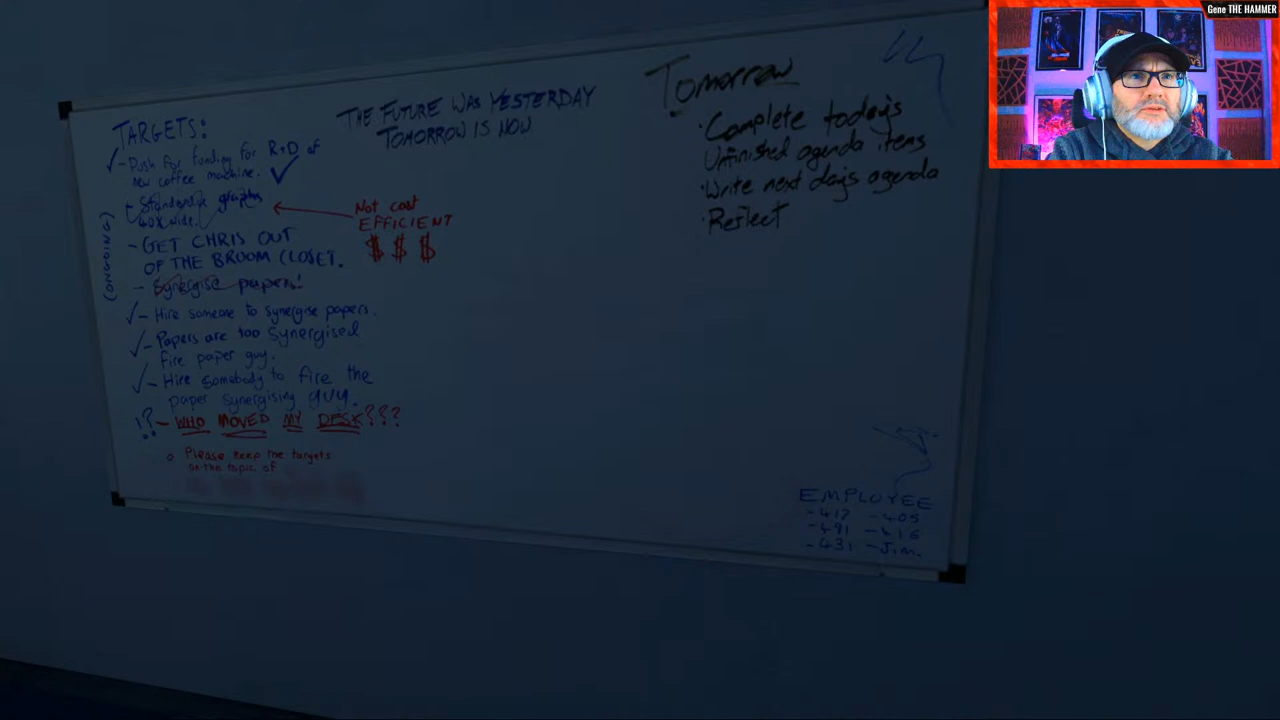 Gene THE HAMMER
THE FUTURE WAS YESTERDAY
TOMORROW IS NOW
TARGETS:
- Push for funding for R+D of
new coffee machine.
- Standardize graphs
40% wide.
Not cost
EFFICIENT
$ $ $
(ONGOING)
- GET CHRIS OUT
OF THE BROOM CLOSET.
- Synergise papers!
- Hire someone to synergise papers.
- Papers are too synergised
fire paper guy.
- Hire somebody to fire the
paper synergising guy.
!? - WHO MOVED MY DESK???
Please keep the targets
on the topic of
Tomorrow
· Complete todays
Unfinished agenda items
· Write next days agenda
· Reflect
EMPLOYEE
- 417 - 405
- 491 - 416
- 431 - Jim.